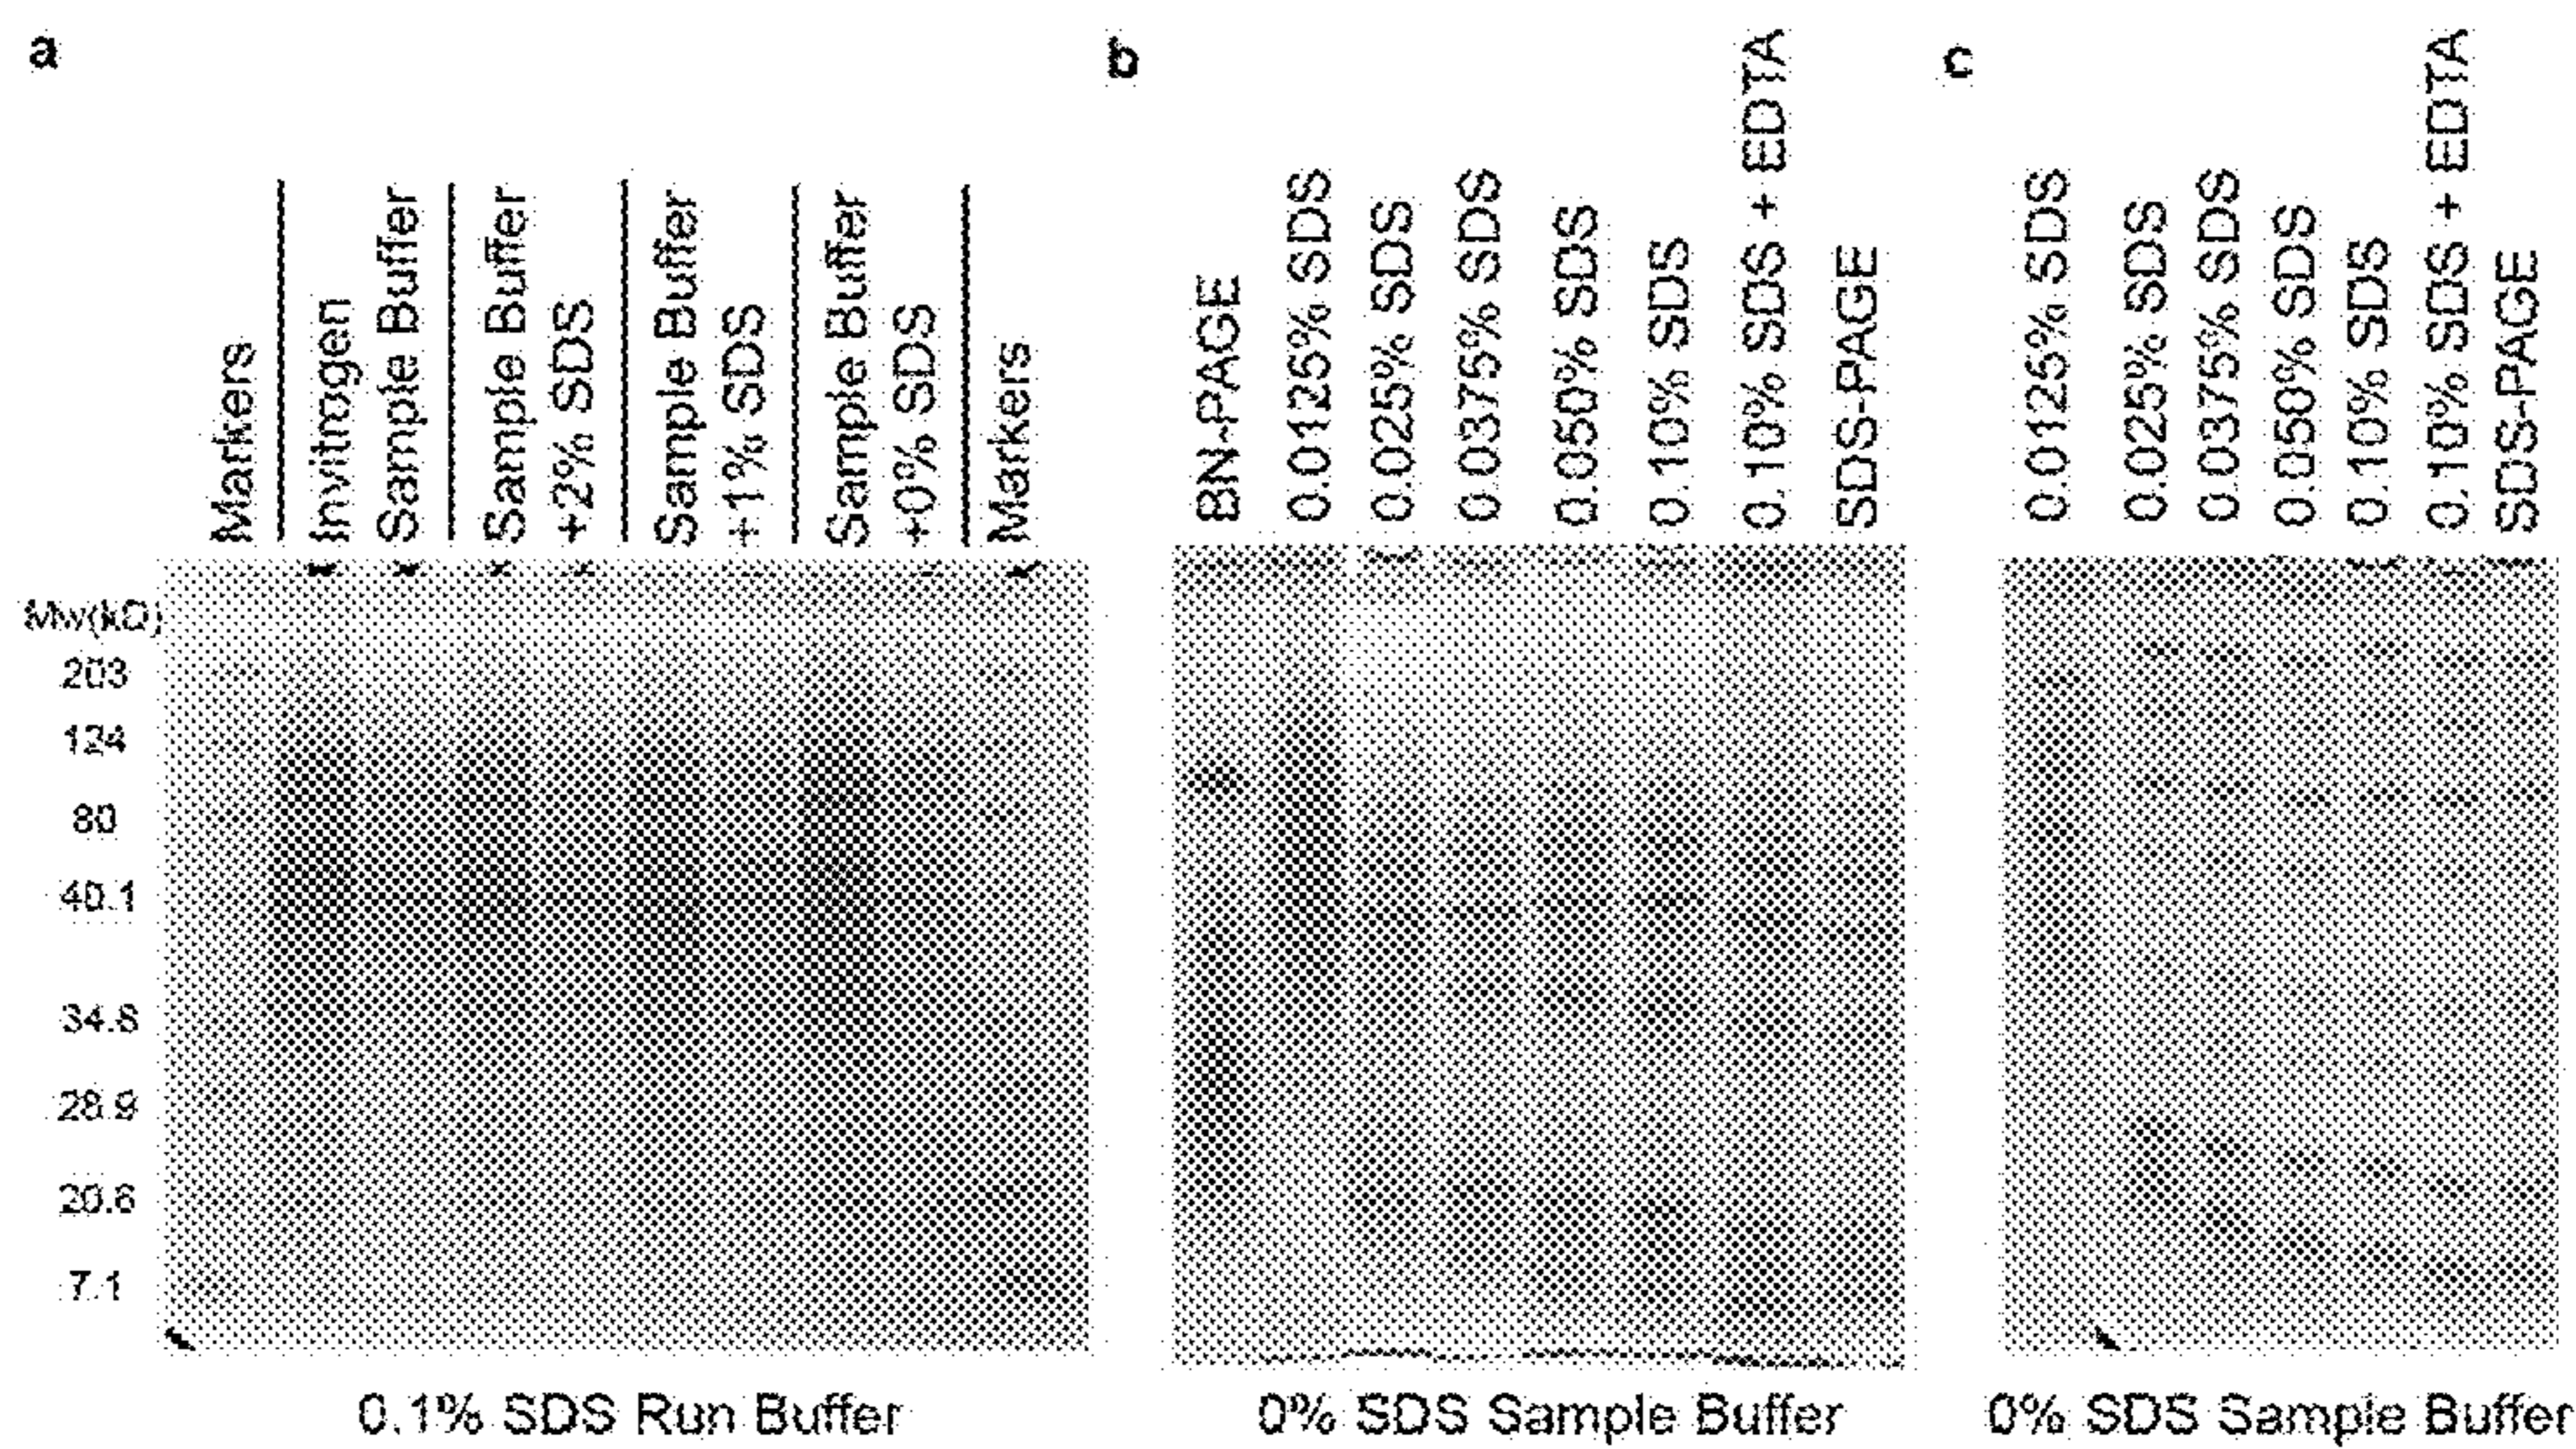 a
Markers
Invitrogen
Sample Buffer
Sample Buffer
+2% SDS
Sample Buffer
+1% SDS
Sample Buffer
+0% SDS
Markers
Mw(kD)
203
124
80
40.1
34.8
28.9
20.6
7.1
0.1% SDS Run Buffer
b
BN-PAGE
0.0125% SDS
0.025% SDS
0.0375% SDS
0.050% SDS
0.10% SDS
0.10% SDS + EDTA
SDS-PAGE
0% SDS Sample Buffer
c
0.0125% SDS
0.025% SDS
0.0375% SDS
0.050% SDS
0.10% SDS
0.10% SDS + EDTA
SDS-PAGE
0% SDS Sample Buffer